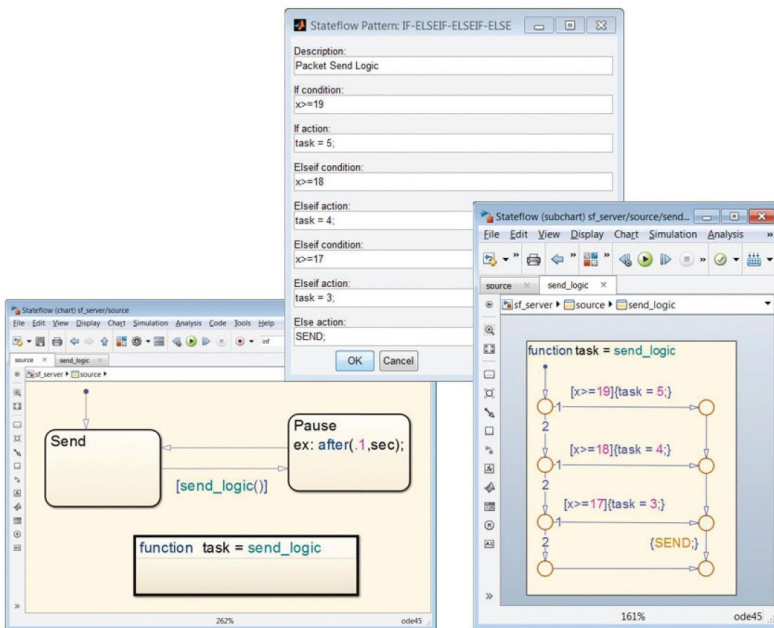 Stateflow Pattern: IF-ELSEIF-ELSEIF-ELSE
Description:
Packet Send Logic
If condition:
x>=19
If action:
task = 5;
Elseif condition:
x>=18
Elseif action:
task = 4;
Elseif condition:
x>=17
Elseif action:
task = 3;
Else action:
SEND;
OK Cancel
Stateflow (chart) sf_server/source
File Edit View Display Chart Simulation Analysis Code Tools Help
inf
source send_logic
sf_server source
Send
Pause
ex: after(.1,sec);
[send_logic()]
function task = send_logic
262% ode45
Stateflow (subchart) sf_server/source/send...
File Edit View Display Chart Simulation Analysis »
source send_logic
sf_server source send_logic
function task = send_logic
[x>=19]{task = 5;}
1
2
[x>=18]{task = 4;}
1
2
[x>=17]{task = 3;}
1
2 {SEND;}
161% ode45